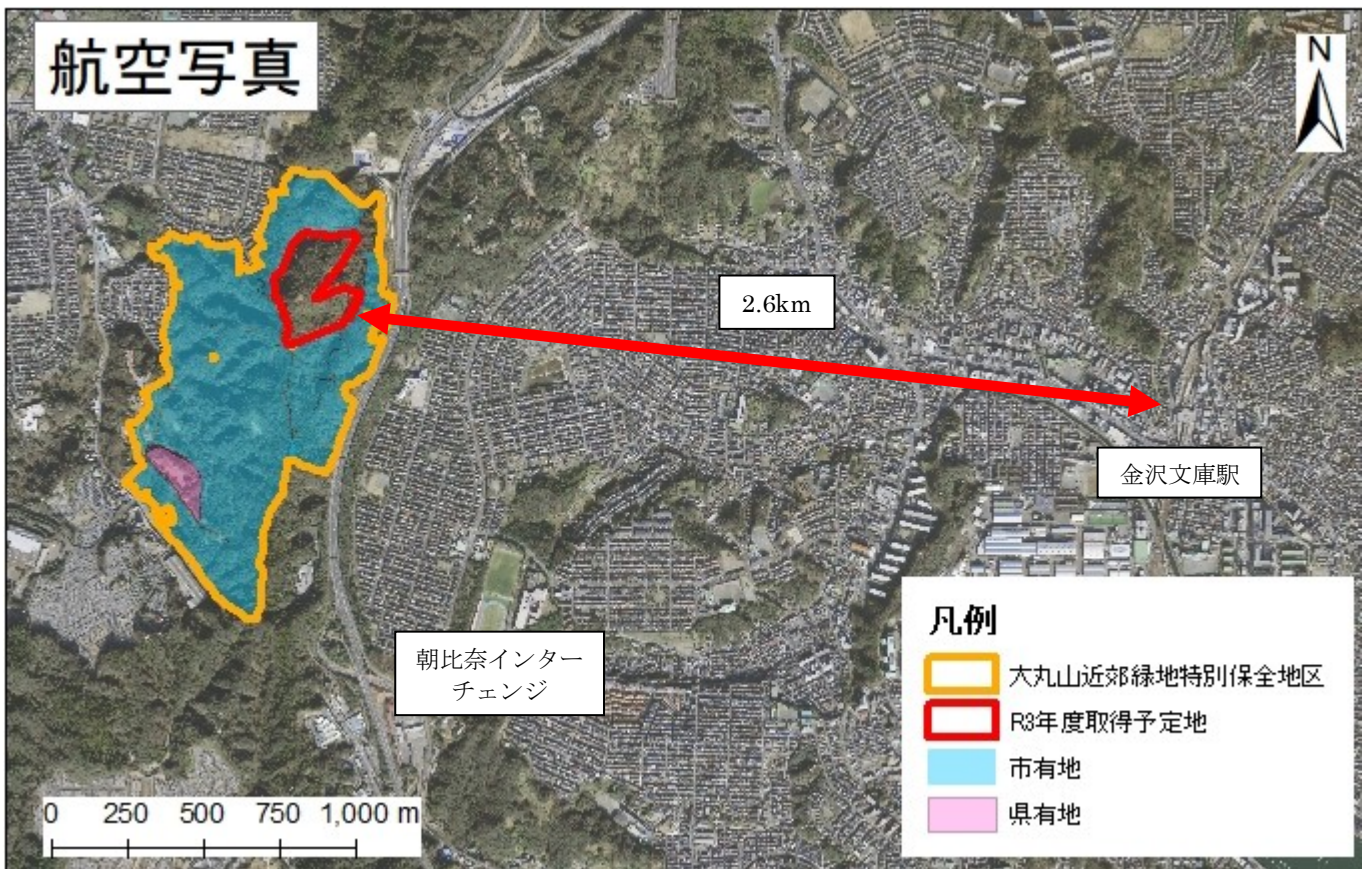 航空写真
N
2.6km
金沢文庫駅
朝比奈インター
チェンジ
凡例
大丸山近郊緑地特別保全地区
R3年度取得予定地
市有地
県有地
0 250 500 750 1,000 m